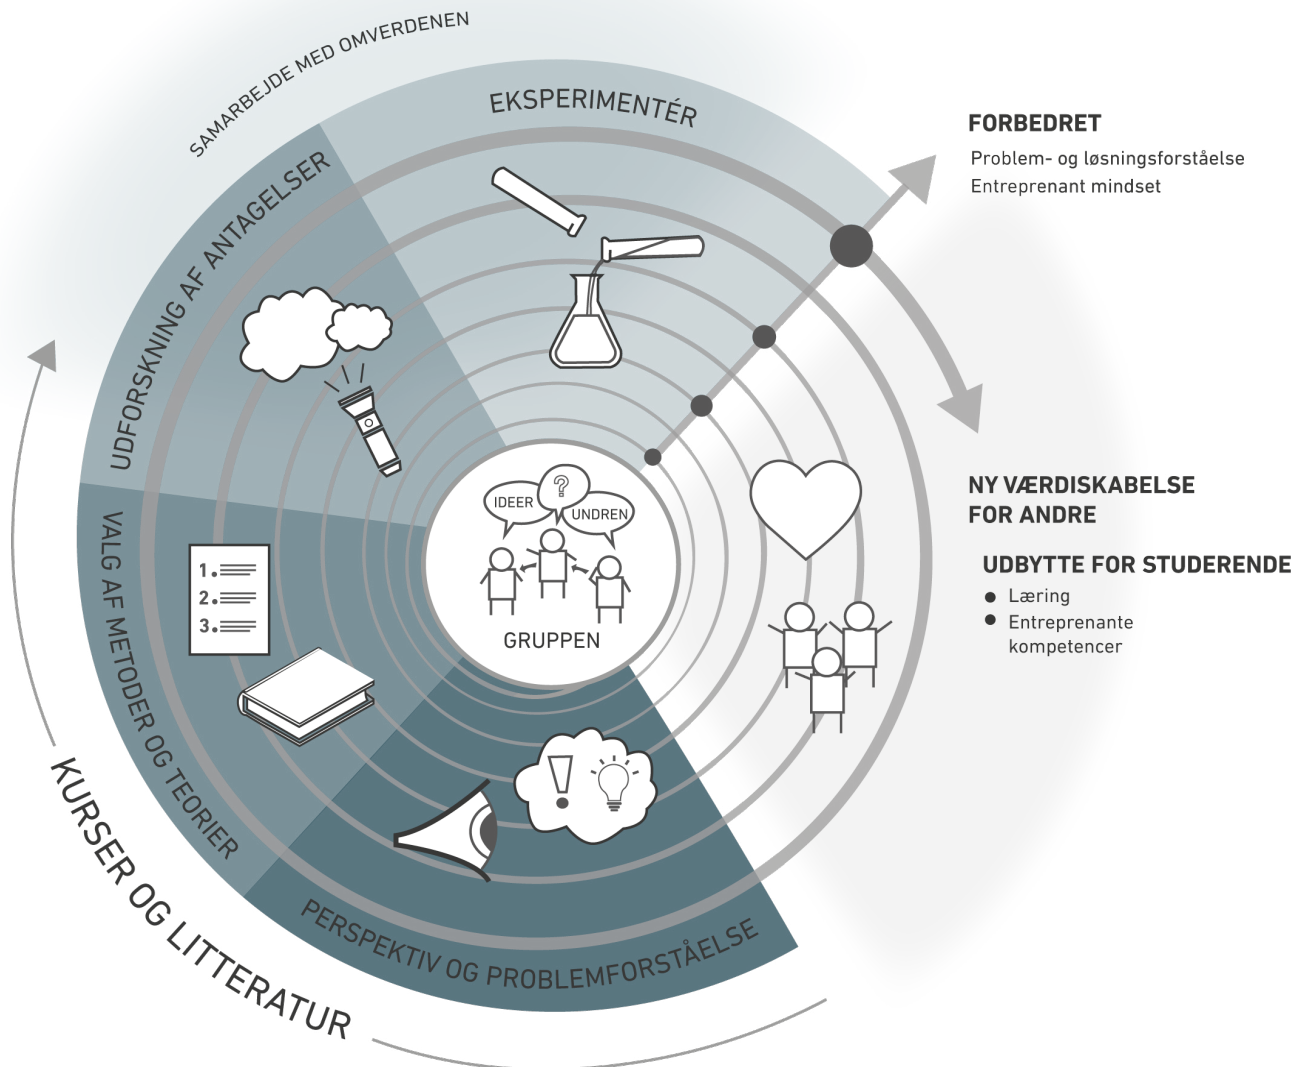 SAMARBEJDE MED OMVERDENEN
EKSPERIMENTÉR
UDFORSKNING AF ANTAGELSER
VALG AF METODER OG TEORIER
PERSPEKTIV OG PROBLEMFORSTÅELSE
KURSER OG LITTERATUR
1.
2.
3.
?
IDEER
UNDREN
GRUPPEN
!
FORBEDRET
Problem- og løsningsforståelse
Entreprenant mindset
NY VÆRDISKABELSE
FOR ANDRE
UDBYTTE FOR STUDERENDE
● Læring
● Entreprenante
kompetencer